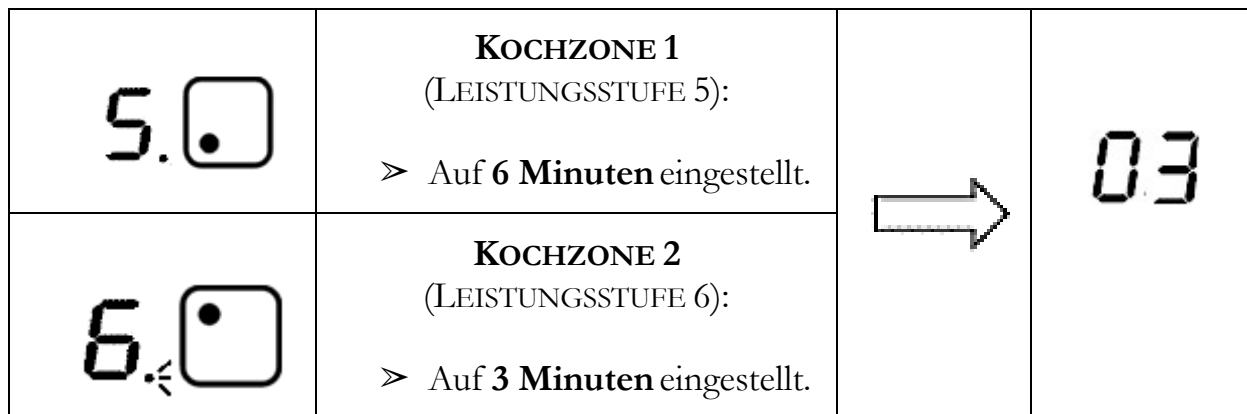 5.
KOCHZONE 1
(LEISTUNGSSTUFE 5):
➢ Auf 6 Minuten eingestellt.
03
6.
KOCHZONE 2
(LEISTUNGSSTUFE 6):
➢ Auf 3 Minuten eingestellt.